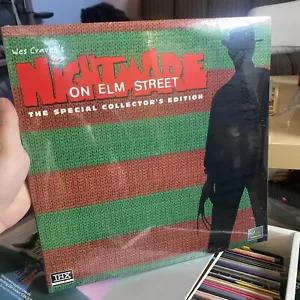 Wes Craven's
NIGHTMARE
ON ELM STREET
THE SPECIAL COLLECTOR'S EDITION
THX